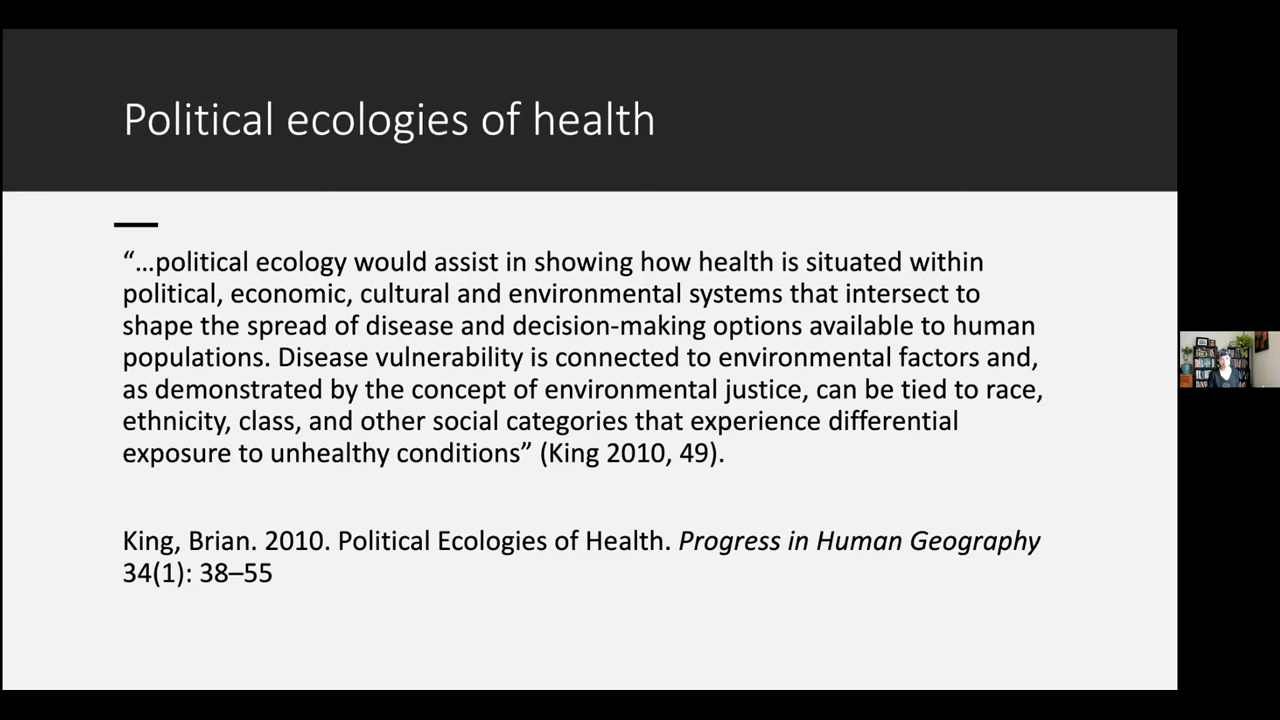 Political ecologies of health
“…political ecology would assist in showing how health is situated within
political, economic, cultural and environmental systems that intersect to
shape the spread of disease and decision-making options available to human
populations. Disease vulnerability is connected to environmental factors and,
as demonstrated by the concept of environmental justice, can be tied to race,
ethnicity, class, and other social categories that experience differential
exposure to unhealthy conditions” (King 2010, 49).
King, Brian. 2010. Political Ecologies of Health. Progress in Human Geography
34(1): 38–55